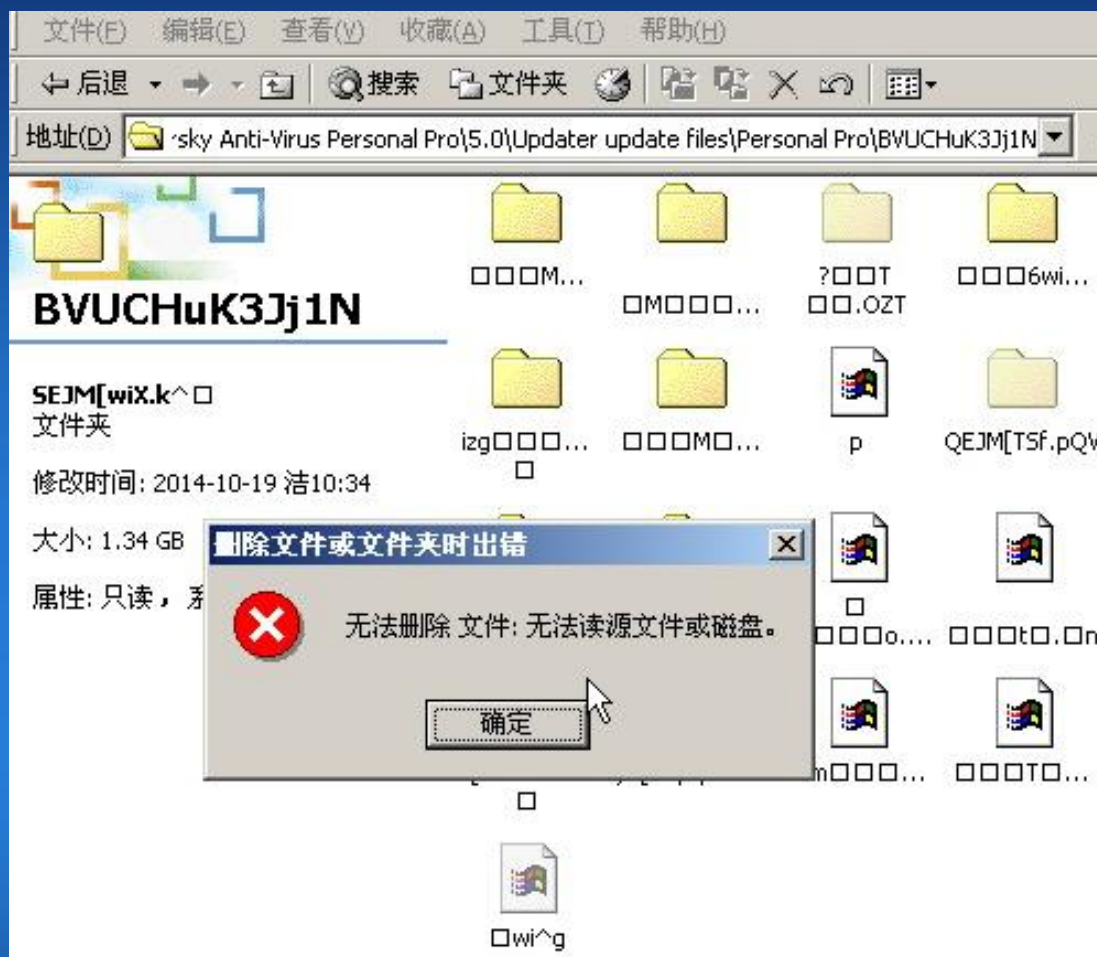 文件(F) 编辑(E) 查看(V) 收藏(A) 工具(T) 帮助(H)
后退 搜索 文件夹
地址(D) rsky Anti-Virus Personal Pro\5.0\Updater update files\Personal Pro\BVUCHuK3Jj1N
BVUCHuK3Jj1N
SEJM[wiX.k^□
文件夹
修改时间: 2014-10-19 洁10:34
大小: 1.34 GB
属性: 只读，
□□□M...
□M□□□...
?□□T
□□.OZT
□□□6wi...
izg□□□...
□
□□□M□...
p
QEJM[TSf.pQV
删除文件或文件夹时出错
无法删除 文件: 无法读源文件或磁盘。
确定
□
□□□o....
□□□t□.□n
□
m□□□...
□□□T□...
□wi^g